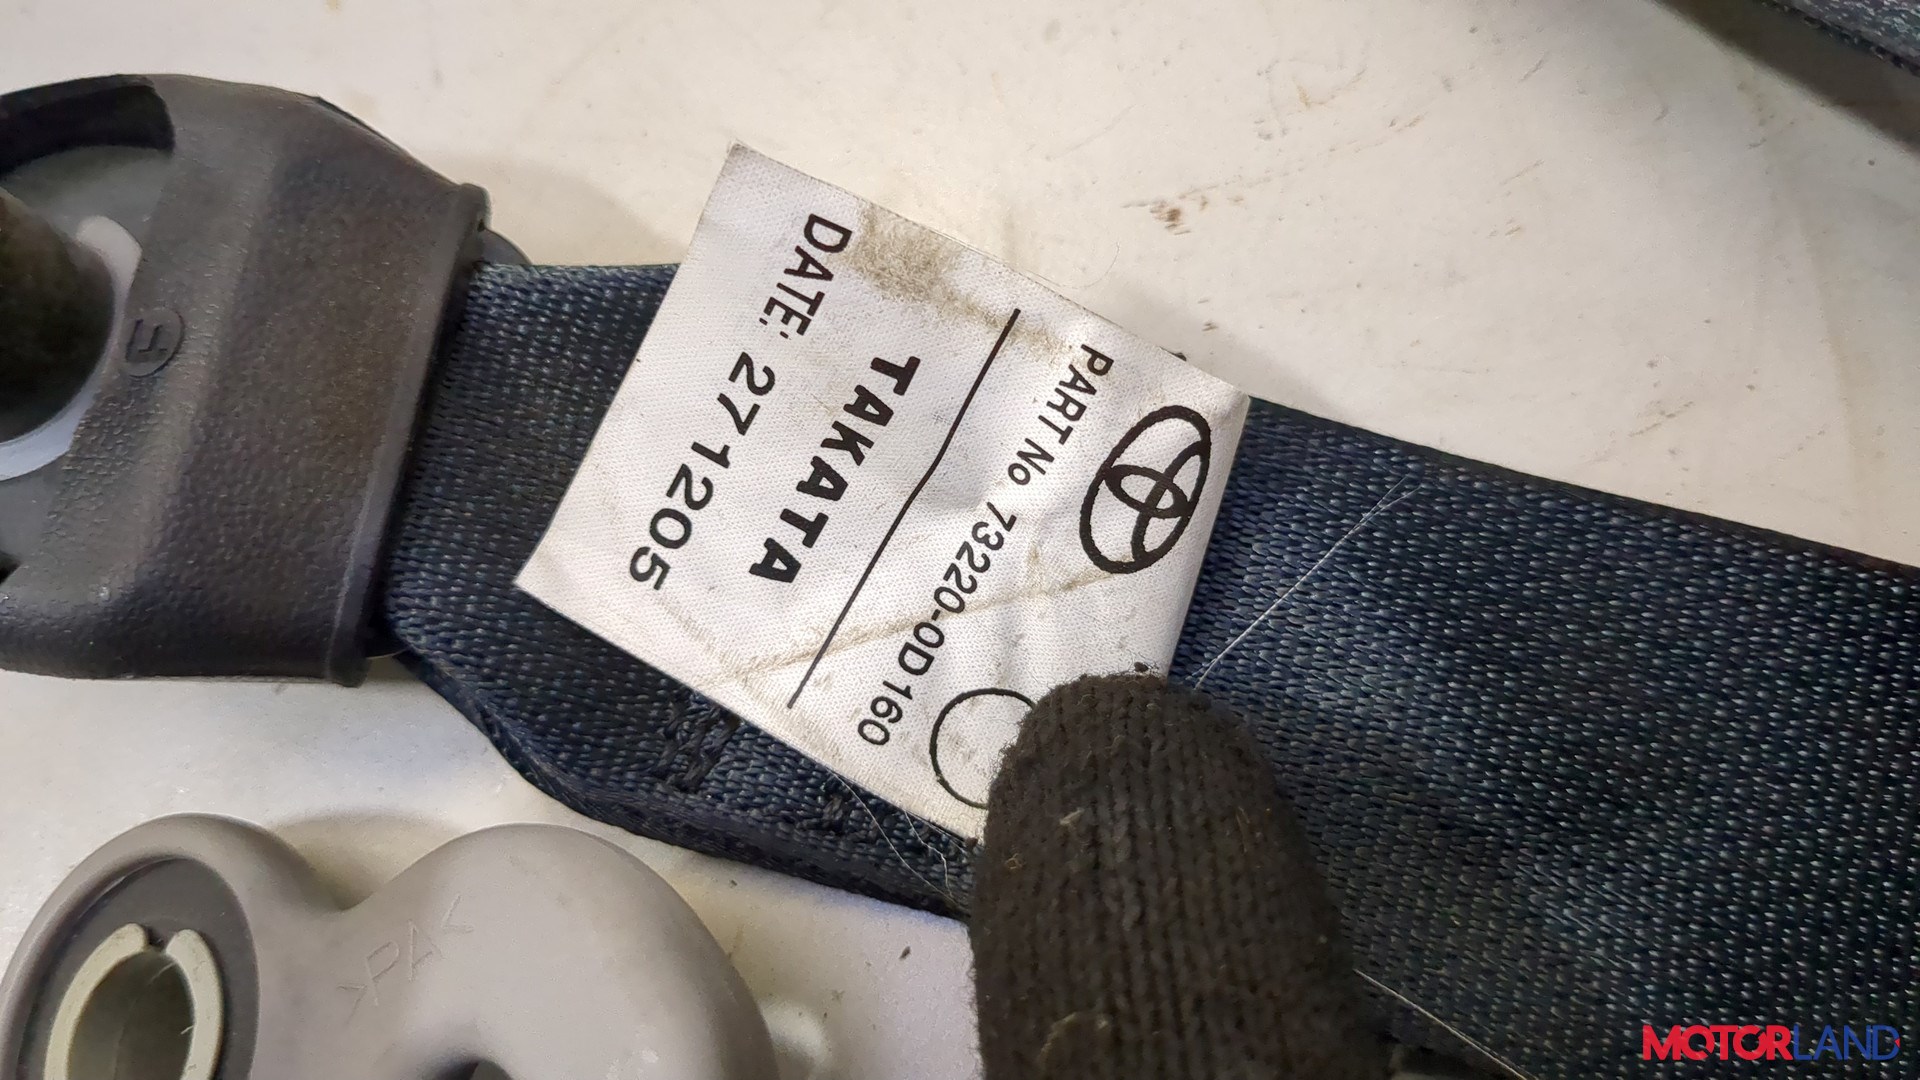 PART No 73220-0D160
TAKATA
DATE: 271205
>PA<
MOTORLAND